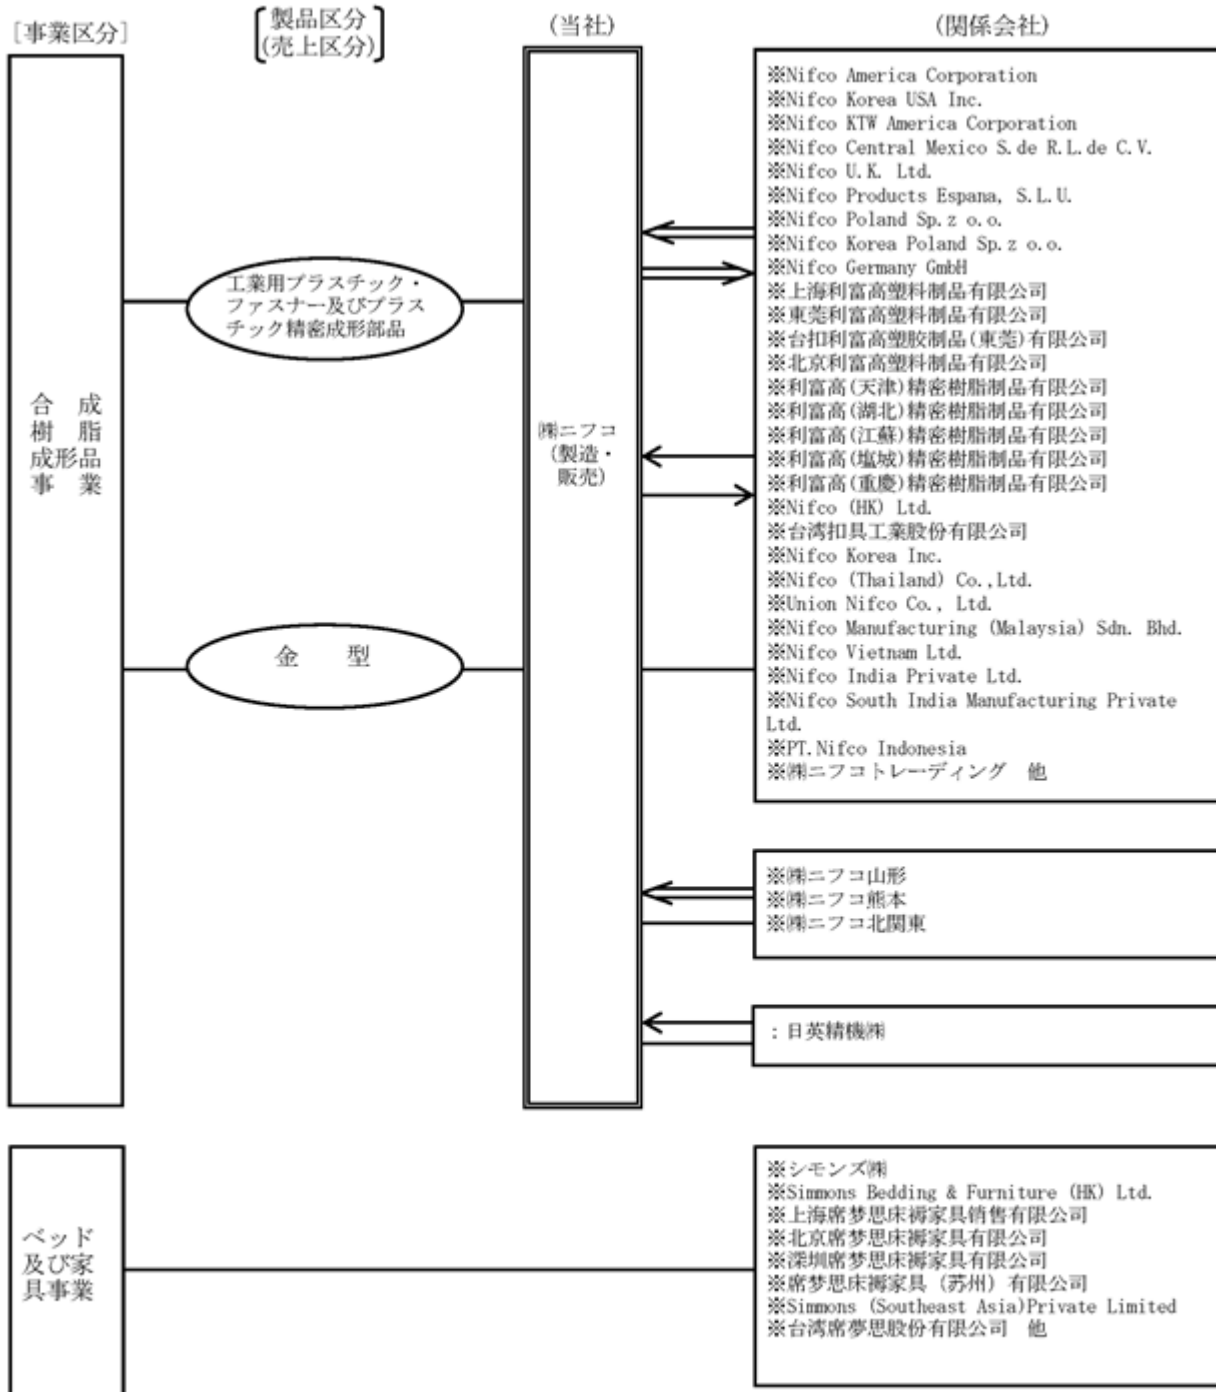 [事業区分]
製品区分
(売上区分)
(当社)
(関係会社)
合成
樹脂
成形品
事業
工業用プラスチック・
ファスナー及びプラス
チック精密成形部品
金型
㈱ニフコ
(製造・
販売)
※Nifco America Corporation
※Nifco Korea USA Inc.
※Nifco KTW America Corporation
※Nifco Central Mexico S.de R.L.de C.V.
※Nifco U.K. Ltd.
※Nifco Products Espana, S.L.U.
※Nifco Poland Sp.z o.o.
※Nifco Korea Poland Sp.z o.o.
※Nifco Germany GmbH
※上海利富高塑料制品有限公司
※東莞利富高塑料制品有限公司
※台扣利富高塑胶制品(東莞)有限公司
※北京利富高塑料制品有限公司
※利富高(天津)精密樹脂制品有限公司
※利富高(湖北)精密樹脂制品有限公司
※利富高(江蘇)精密樹脂制品有限公司
※利富高(塩城)精密樹脂制品有限公司
※利富高(重慶)精密樹脂制品有限公司
※Nifco (HK) Ltd.
※台湾扣具工業股份有限公司
※Nifco Korea Inc.
※Nifco (Thailand) Co.,Ltd.
※Union Nifco Co., Ltd.
※Nifco Manufacturing (Malaysia) Sdn. Bhd.
※Nifco Vietnam Ltd.
※Nifco India Private Ltd.
※Nifco South India Manufacturing Private
Ltd.
※PT.Nifco Indonesia
※㈱ニフコトレーディング　他
※㈱ニフコ山形
※㈱ニフコ熊本
※㈱ニフコ北関東
：日英精機㈱
ベッド
及び家
具事業
※シモンズ㈱
※Simmons Bedding & Furniture (HK) Ltd.
※上海席梦思床褥家具销售有限公司
※北京席梦思床褥家具有限公司
※深圳席梦思床褥家具有限公司
※席梦思床褥家具（苏州）有限公司
※Simmons (Southeast Asia)Private Limited
※台湾席夢思股份有限公司　他